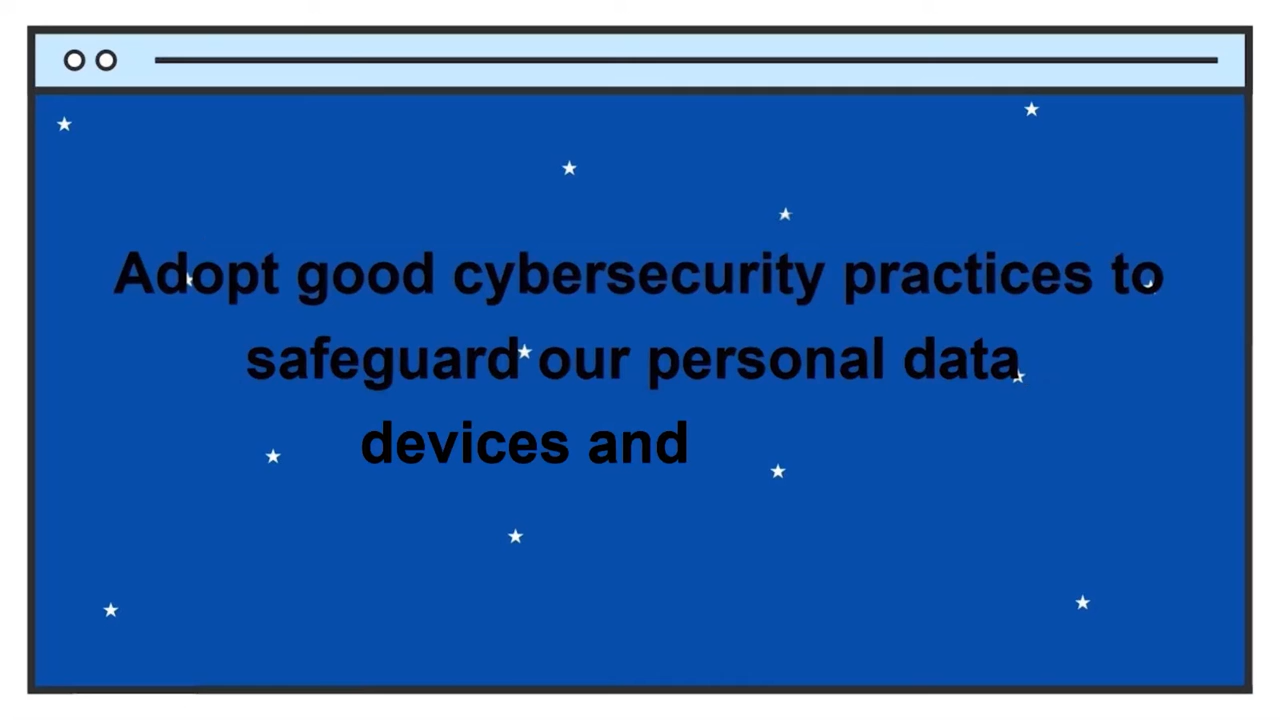 Adopt good cybersecurity practices to
safeguard our personal data
devices and